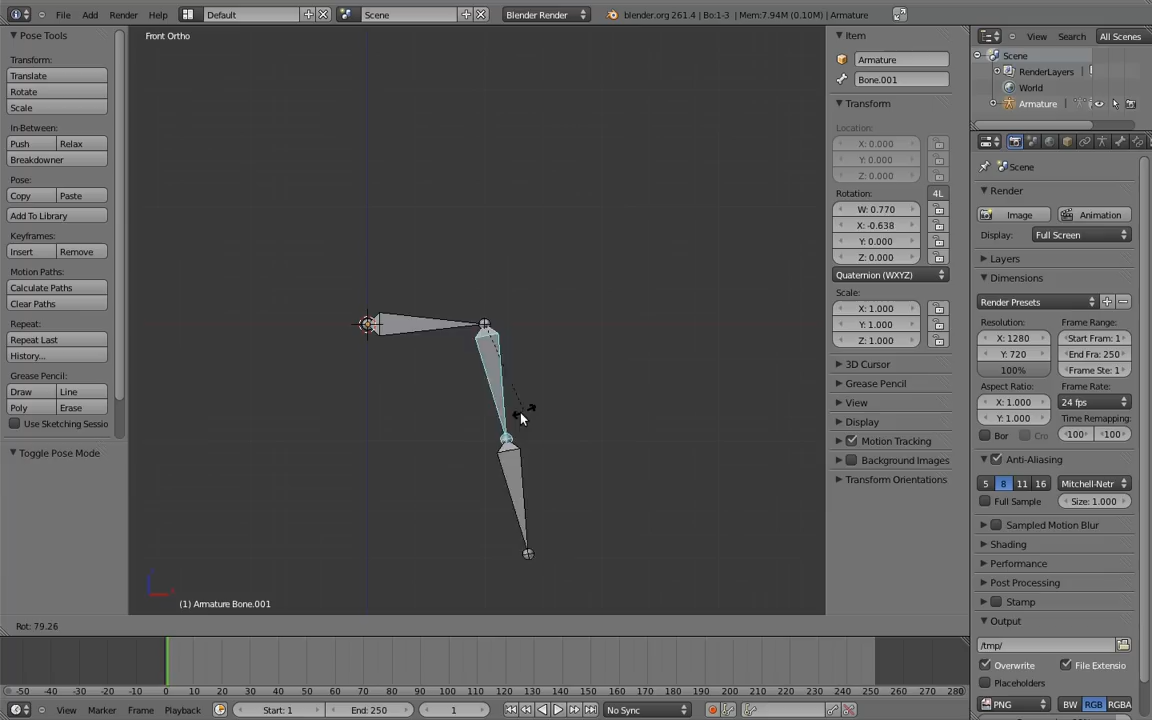 File Add Render Help Default Scene Blender Render blender.org 261.4 | Bo:1-3 | Mem:7.94M (0.10M) | Armature
Pose Tools
Transform:
Translate
Rotate
Scale
In-Between:
Push Relax
Breakdowner
Pose:
Copy Paste
Add To Library
Keyframes:
Insert Remove
Motion Paths:
Calculate Paths
Clear Paths
Repeat:
Repeat Last
History...
Grease Pencil:
Draw Line
Poly Erase
Use Sketching Sessio
Toggle Pose Mode
Front Ortho
(1) Armature Bone.001
Item
Armature
Bone.001
Transform
Location:
X: 0.000
Y: 0.000
Z: 0.000
Rotation: 4L
W: 0.770
X: -0.638
Y: 0.000
Z: 0.000
Quaternion (WXYZ)
Scale:
X: 1.000
Y: 1.000
Z: 1.000
3D Cursor
Grease Pencil
View
Display
Motion Tracking
Background Images
Transform Orientations
View Search All Scenes
Scene
RenderLayers
World
Armature
Scene
Render
Image Animation
Display: Full Screen
Layers
Dimensions
Render Presets
Resolution: Frame Range:
X: 1280 Start Fram: 1
Y: 720 End Fra: 250
100% Frame Ste: 1
Aspect Ratio: Frame Rate:
X: 1.000 24 fps
Y: 1.000 Time Remapping:
Bor Cro 100 100
Anti-Aliasing
5 8 11 16 Mitchell-Netr
Full Sample Size: 1.000
Sampled Motion Blur
Shading
Performance
Post Processing
Stamp
Output
/tmp/
Overwrite File Extensio
Placeholders
PNG BW RGB RGBA
Rot: 79.26
-50 -40 -30 -20 -10 0 10 20 30 40 50 60 70 80 90 100 110 120 130 140 150 160 170 180 190 200 210 220 230 240 250 260 270 280
View Marker Frame Playback Start: 1 End: 250 1 No Sync